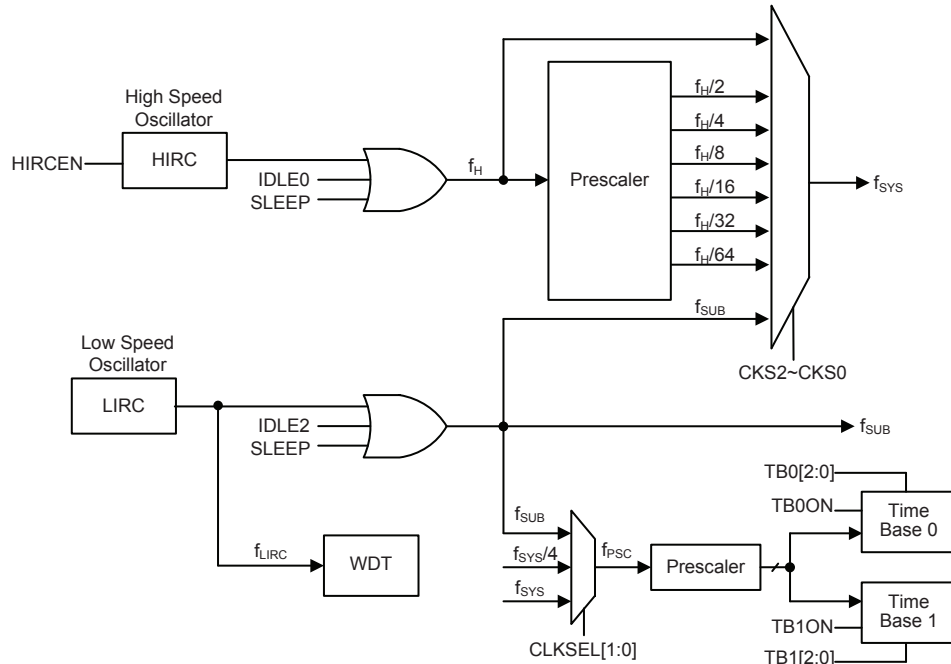 High Speed
Oscillator
HIRCEN
HIRC
IDLE0
SLEEP
fH
Prescaler
fH/2
fH/4
fH/8
fH/16
fH/32
fH/64
fSUB
fSYS
CKS2~CKS0
Low Speed
Oscillator
LIRC
IDLE2
SLEEP
fSUB
fLIRC
WDT
fSUB
fSYS/4
fSYS
CLKSEL[1:0]
fPSC
Prescaler
TB0[2:0]
TB0ON
Time
Base 0
Time
Base 1
TB1ON
TB1[2:0]